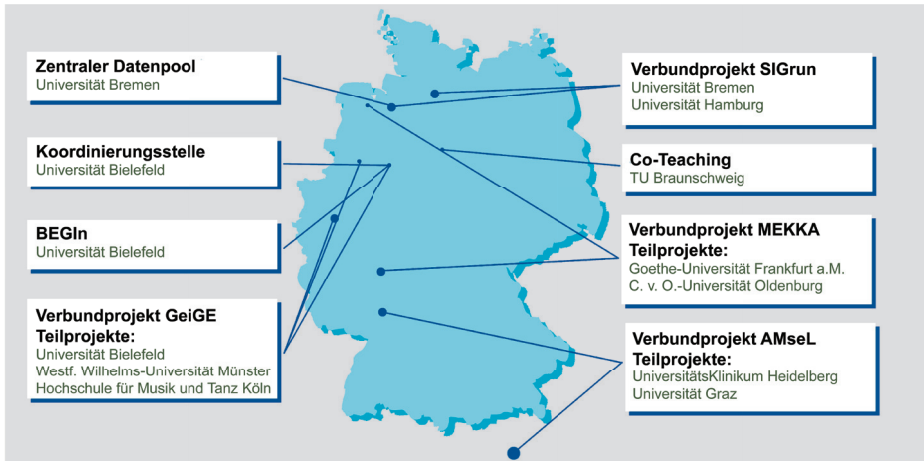 Zentraler Datenpool
Universität Bremen
Koordinierungsstelle
Universität Bielefeld
BEGIn
Universität Bielefeld
Verbundprojekt GeiGE
Teilprojekte:
Universität Bielefeld
Westf. Wilhelms-Universität Münster
Hochschule für Musik und Tanz Köln
Verbundprojekt SIGrun
Universität Bremen
Universität Hamburg
Co-Teaching
TU Braunschweig
Verbundprojekt MEKKA
Teilprojekte:
Goethe-Universität Frankfurt a.M.
C. v. O.-Universität Oldenburg
Verbundprojekt AMseL
Teilprojekte:
UniversitätsKlinikum Heidelberg
Universität Graz